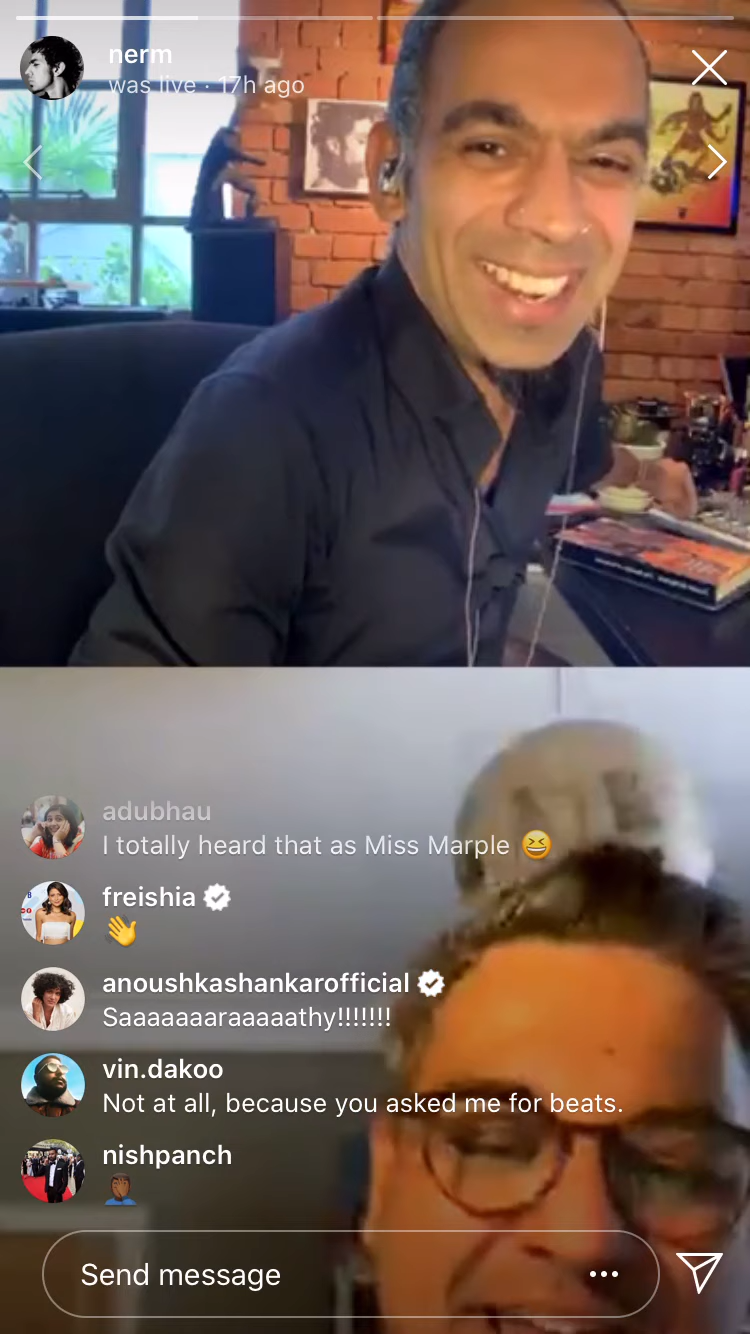 nerm
was live · 17h ago
adubhau
I totally heard that as Miss Marple 😆
freishia
👋
anoushkashankarofficial
Saaaaaaaraaaaathy!!!!!!!
vin.dakoo
Not at all, because you asked me for beats.
nishpanch
🤦🏾‍♂️
Send message